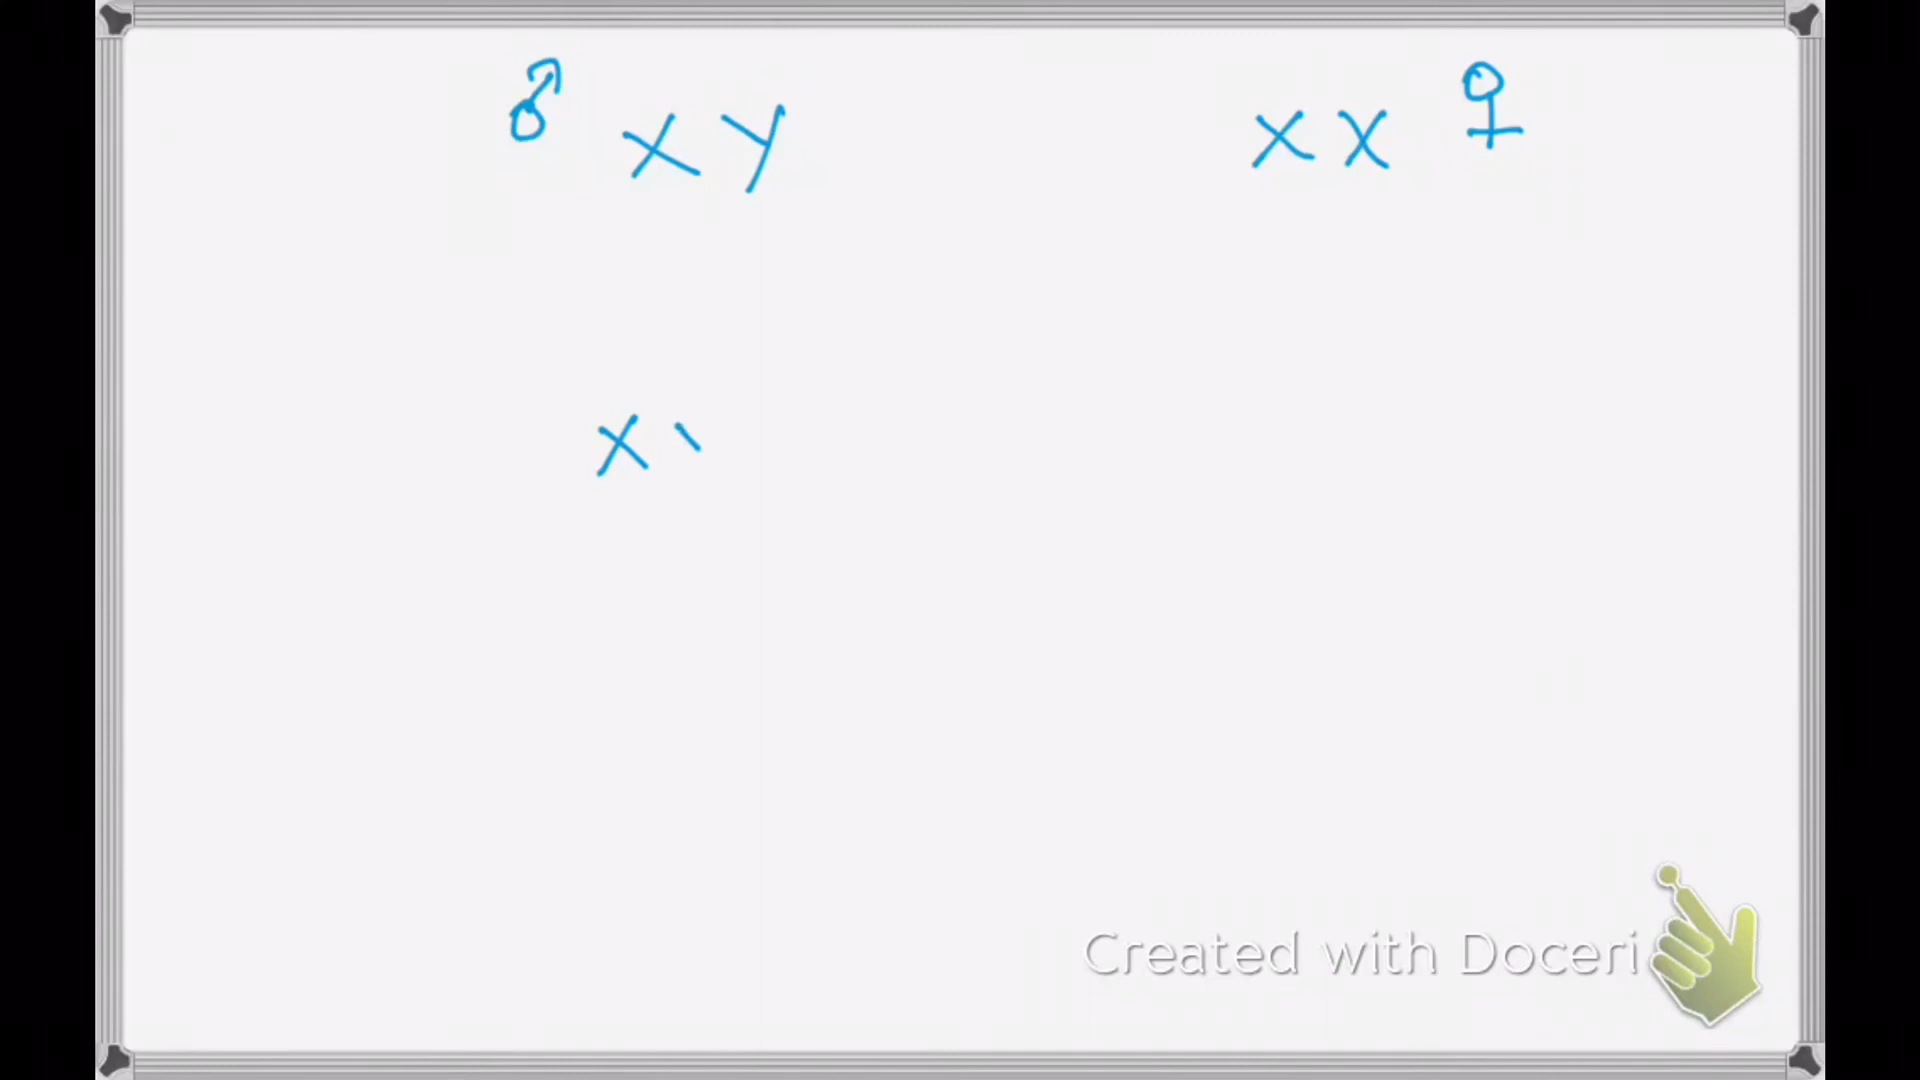 ♂ X Y X X ♀
X
Created with Doceri